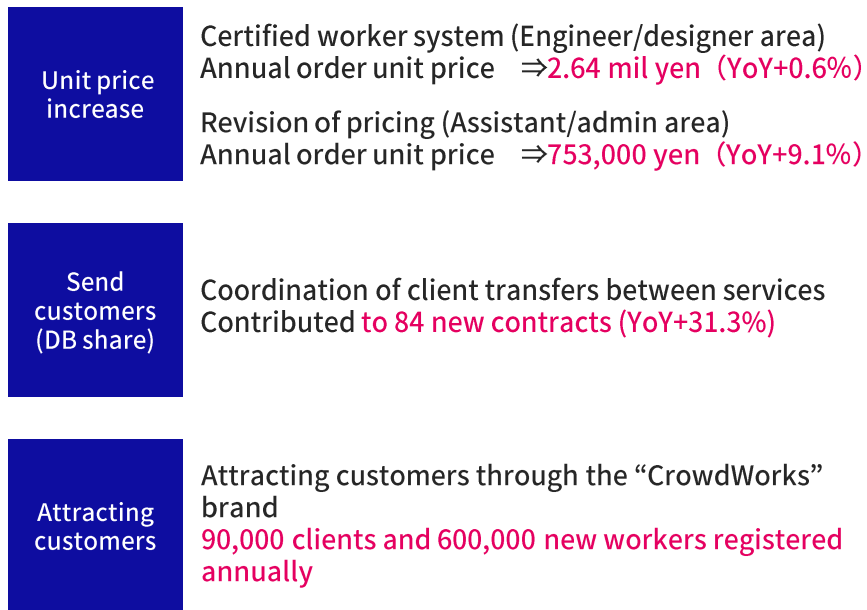 Unit price
increase
Certified worker system (Engineer/designer area)
Annual order unit price ⇒2.64 mil yen（YoY+0.6%）
Revision of pricing (Assistant/admin area)
Annual order unit price ⇒753,000 yen（YoY+9.1%）
Send
customers
(DB share)
Coordination of client transfers between services
Contributed to 84 new contracts (YoY+31.3%)
Attracting
customers
Attracting customers through the “CrowdWorks”
brand
90,000 clients and 600,000 new workers registered
annually